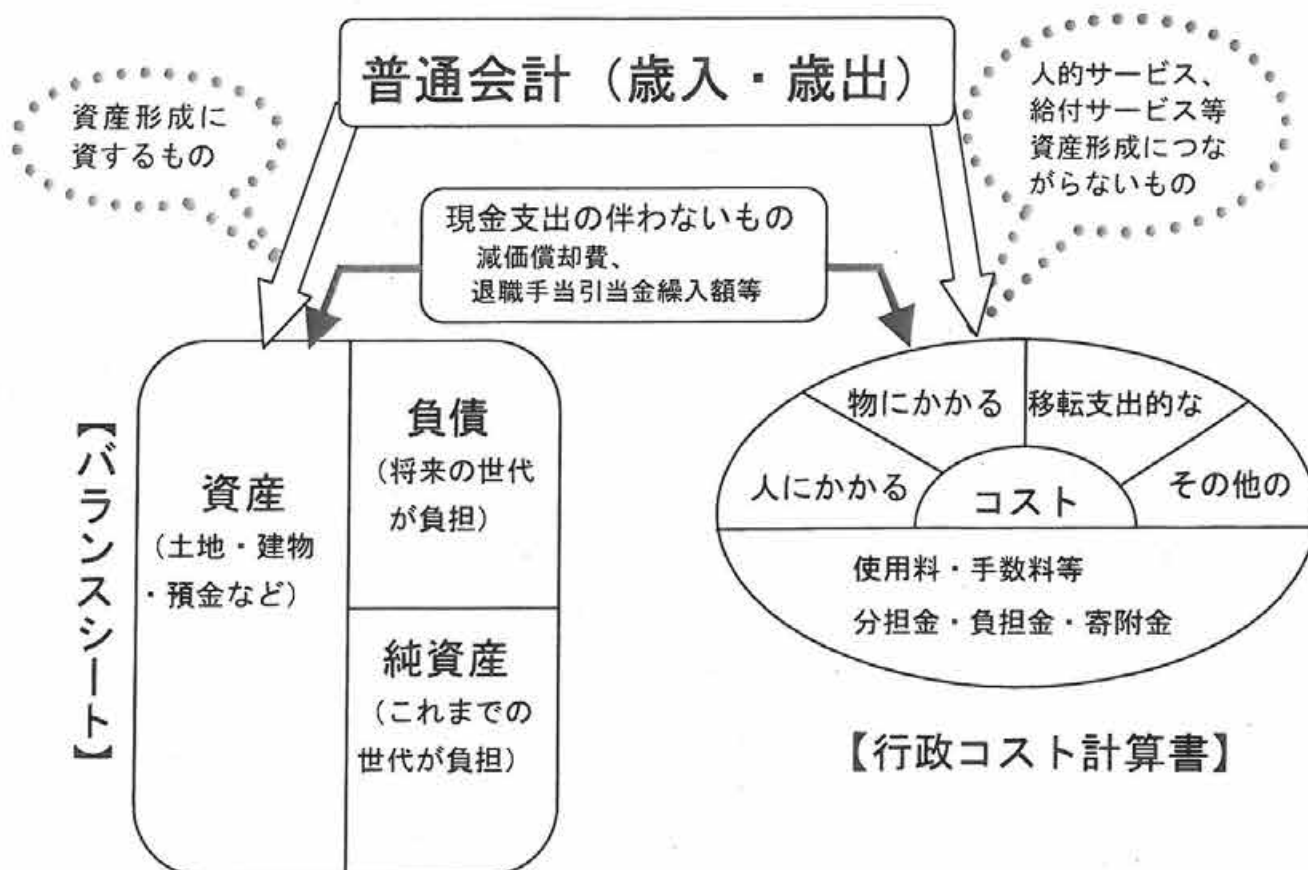 普通会計（歳入・歳出）
資産形成に
資するもの
人的サービス、
給付サービス等
資産形成につな
がらないもの
現金支出の伴わないもの
減価償却費、
退職手当引当金繰入額等
【バランスシート】
資産
（土地・建物
・預金など）
負債
（将来の世代
が負担）
純資産
（これまでの
世代が負担）
人にかかる
物にかかる
移転支出的な
その他の
コスト
使用料・手数料等
分担金・負担金・寄附金
【行政コスト計算書】